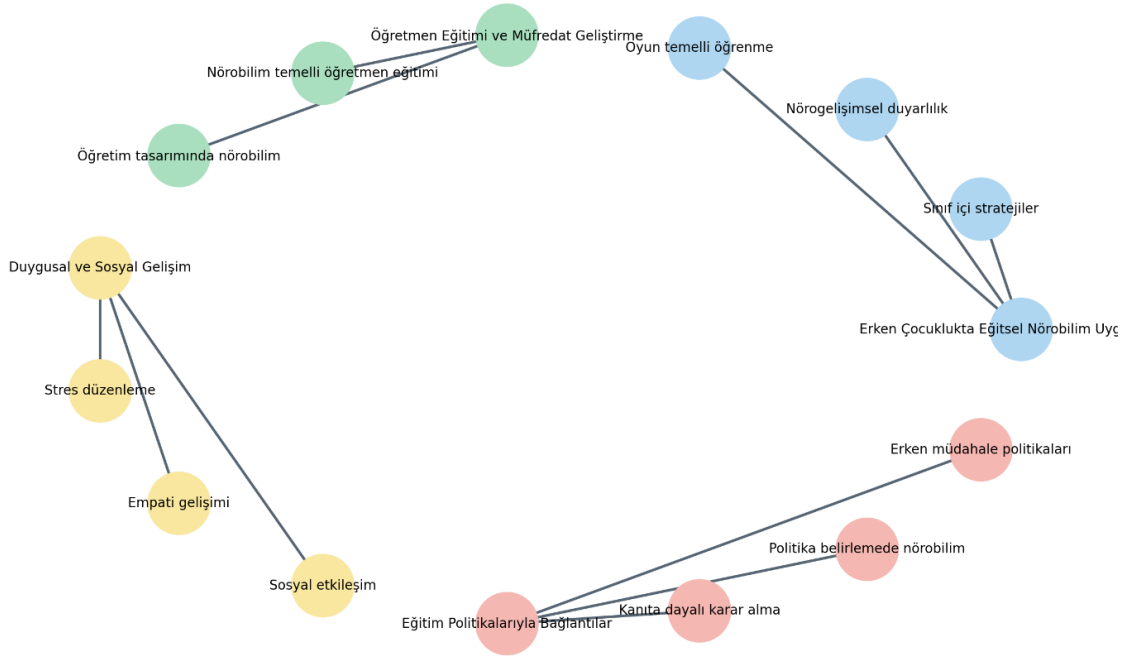 Öğretmen Eğitimi ve Müfredat Geliştirme
Oyun temelli öğrenme
Nörobilim temelli öğretmen eğitimi
Nörogelişimsel duyarlılık
Öğretim tasarımında nörobilim
Sınıf içi stratejiler
Duygusal ve Sosyal Gelişim
Erken Çocuklukta Eğitsel Nörobilim
Stres düzenleme
Erken müdahale politikaları
Empati gelişimi
Politika belirlemede nörobilim
Sosyal etkileşim
Kanıta dayalı karar alma
Eğitim Politikalarıyla Bağlantılar